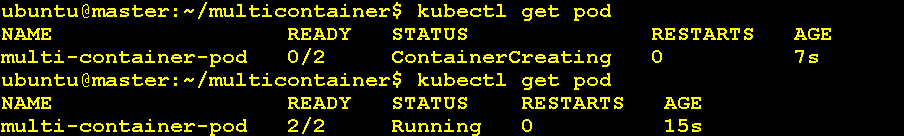 ubuntu@master:~/multicontainer$ kubectl get pod
NAME                  READY   STATUS              RESTARTS   AGE
multi-container-pod   0/2     ContainerCreating   0          7s
ubuntu@master:~/multicontainer$ kubectl get pod
NAME                  READY   STATUS    RESTARTS   AGE
multi-container-pod   2/2     Running   0          15s